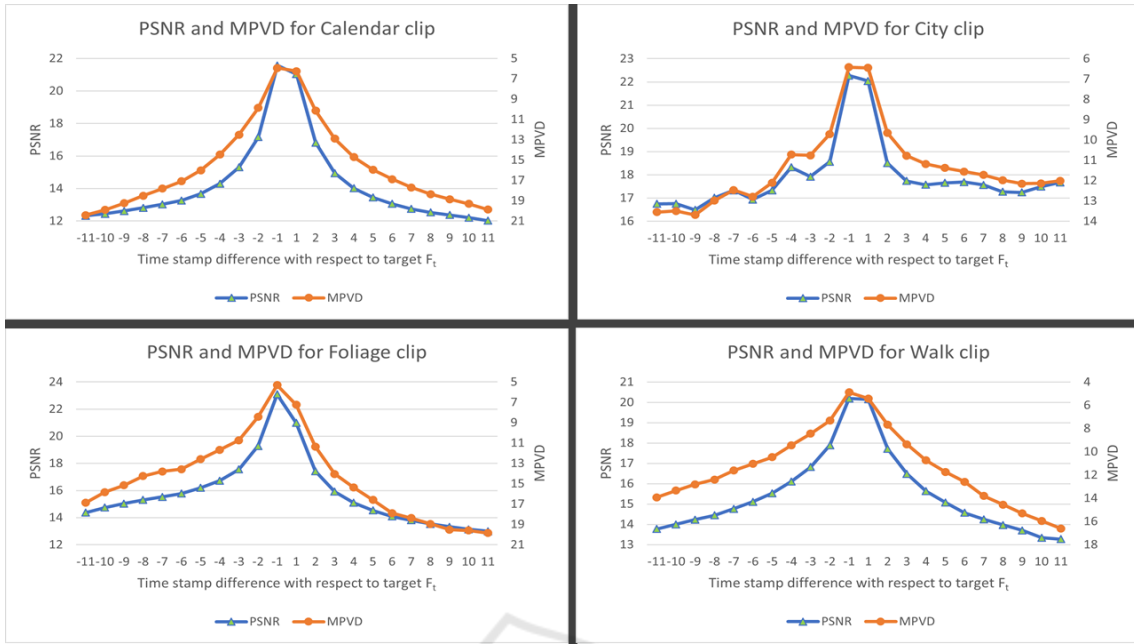 PSNR and MPVD for Calendar clip
PSNR
22
20
18
16
14
12
5
7
9
11
13
15
17
19
21
MPVD
-11 -10 -9 -8 -7 -6 -5 -4 -3 -2 -1 1 2 3 4 5 6 7 8 9 10 11
Time stamp difference with respect to target Ft
PSNR MPVD
PSNR and MPVD for City clip
PSNR
23
22
21
20
19
18
17
16
6
7
8
9
10
11
12
13
14
MPVD
-11 -10 -9 -8 -7 -6 -5 -4 -3 -2 -1 1 2 3 4 5 6 7 8 9 10 11
Time stamp difference with respect to target Ft
PSNR MPVD
PSNR and MPVD for Foliage clip
PSNR
24
22
20
18
16
14
12
5
7
9
11
13
15
17
19
21
MPVD
-11 -10 -9 -8 -7 -6 -5 -4 -3 -2 -1 1 2 3 4 5 6 7 8 9 10 11
Time stamp difference with respect to target Ft
PSNR MPVD
PSNR and MPVD for Walk clip
PSNR
21
20
19
18
17
16
15
14
13
4
6
8
10
12
14
16
18
MPVD
-11 -10 -9 -8 -7 -6 -5 -4 -3 -2 -1 1 2 3 4 5 6 7 8 9 10 11
Time stamp difference with respect to target Ft
PSNR MPVD